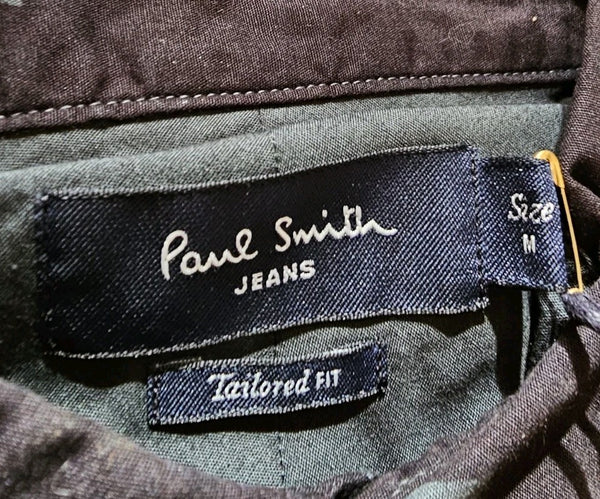 Paul Smith
JEANS
Size
M
Tailored FIT